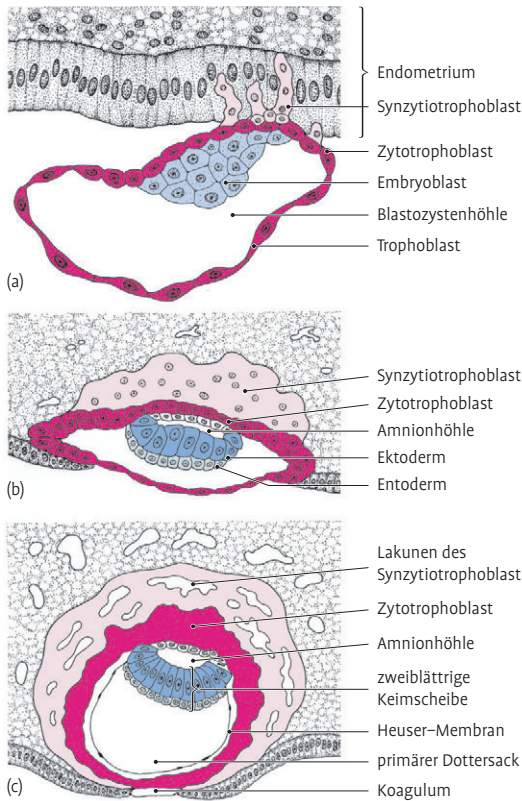 Endometrium
Synzytiotrophoblast
Zytotrophoblast
Embryoblast
Blastozystenhöhle
Trophoblast
(a)
Synzytiotrophoblast
Zytotrophoblast
Amnionhöhle
Ektoderm
Entoderm
(b)
Lakunen des
Synzytiotrophoblast
Zytotrophoblast
Amnionhöhle
zweiblättrige
Keimscheibe
Heuser–Membran
primärer Dottersack
Koagulum
(c)